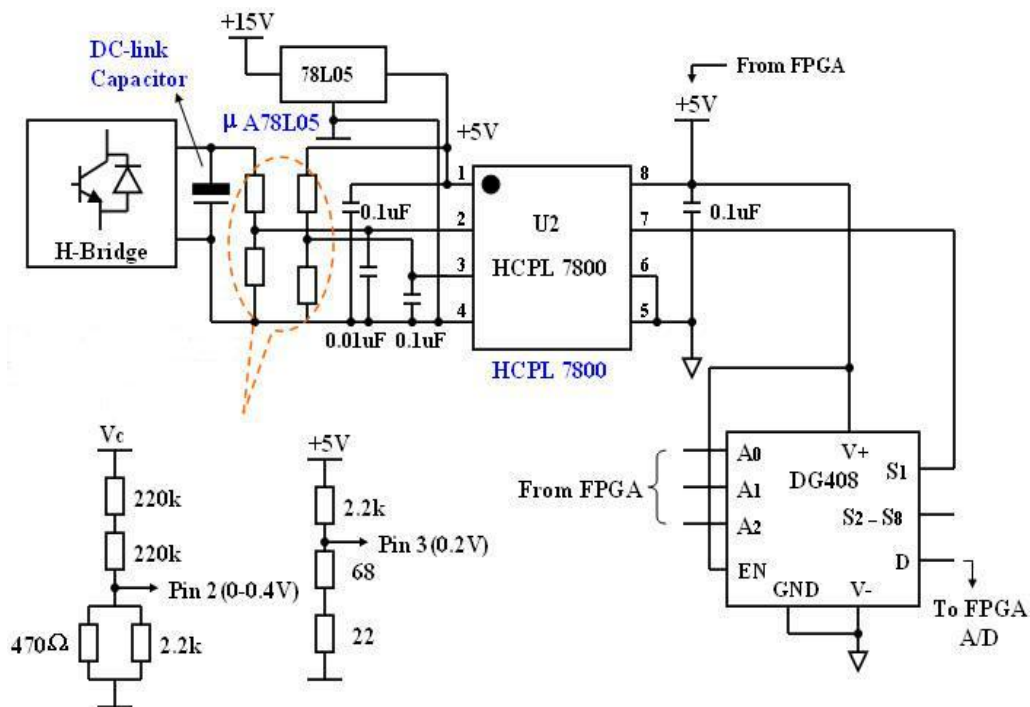 +15V
DC-link
Capacitor
78L05
From FPGA
+5V
μA78L05
+5V
H-Bridge
1
2
3
4
8
7
6
5
0.1uF
U2
HCPL 7800
0.1uF
0.01uF
0.1uF
HCPL 7800
Vc
220k
220k
Pin 2 (0-0.4V)
470Ω
2.2k
+5V
2.2k
Pin 3 (0.2V)
68
22
From FPGA
A0
A1
A2
EN
V+
DG408
S1
S2 – S8
D
GND
V-
To FPGA
A/D